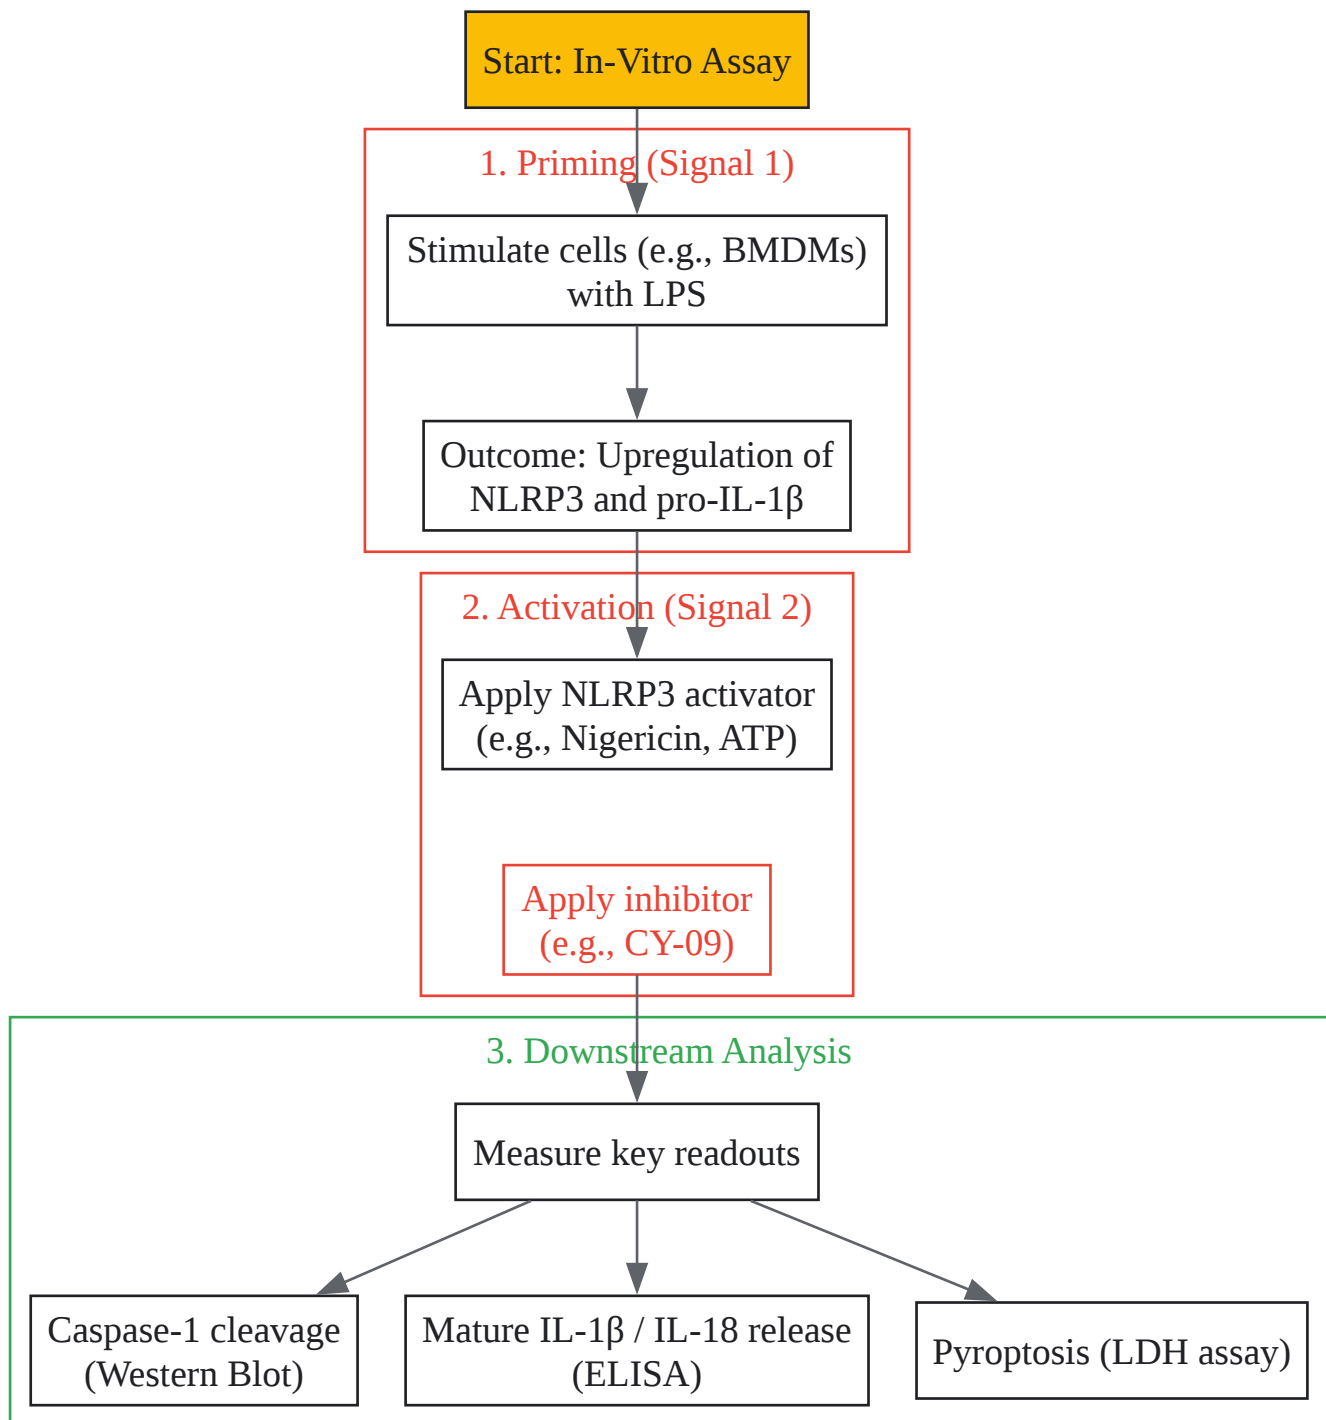 Start: In-Vitro Assay
1. Priming (Signal 1)
Stimulate cells (e.g., BMDMs)
with LPS
Outcome: Upregulation of
NLRP3 and pro-IL-1β
2. Activation (Signal 2)
Apply NLRP3 activator
(e.g., Nigericin, ATP)
Apply inhibitor
(e.g., CY-09)
3. Downstream Analysis
Measure key readouts
Caspase-1 cleavage
(Western Blot)
Mature IL-1β / IL-18 release
(ELISA)
Pyroptosis (LDH assay)